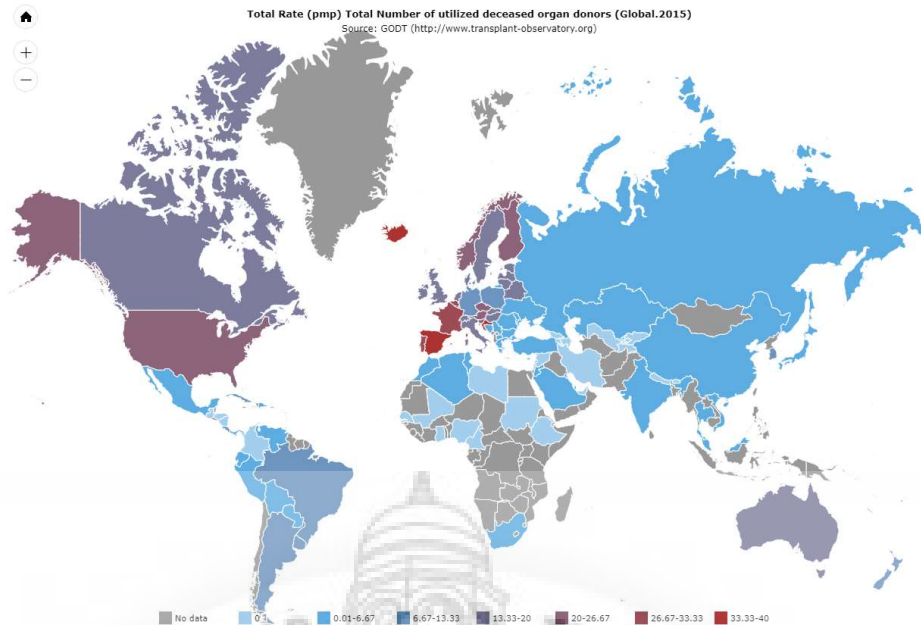 Total Rate (pmp) Total Number of utilized deceased organ donors (Global.2015)
Source: GODT (http://www.transplant-observatory.org)
+
−
No data 0 0.01-6.67 6.67-13.33 13.33-20 20-26.67 26.67-33.33 33.33-40